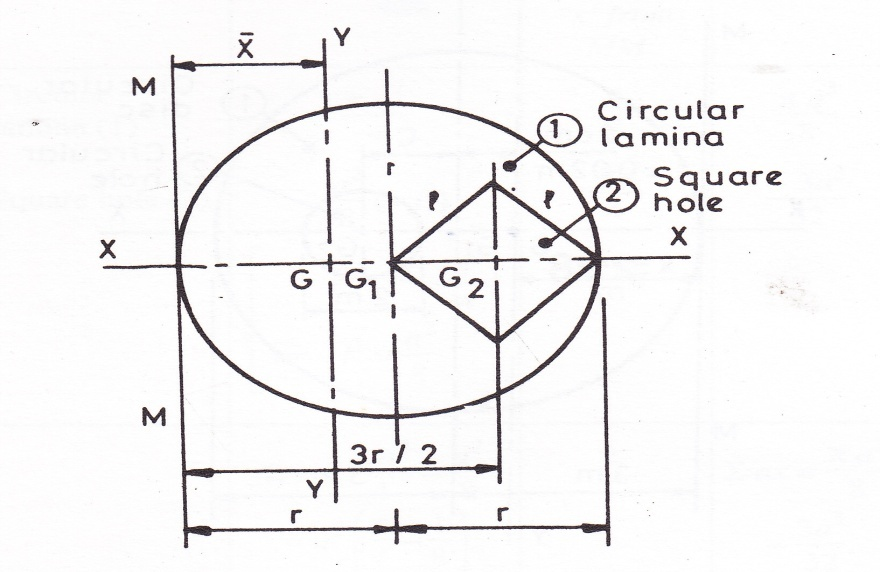 x̄
Y
M
1
Circular
lamina
r
2
Square
hole
X
X
G
G1
G2
M
3r / 2
Y
r
r